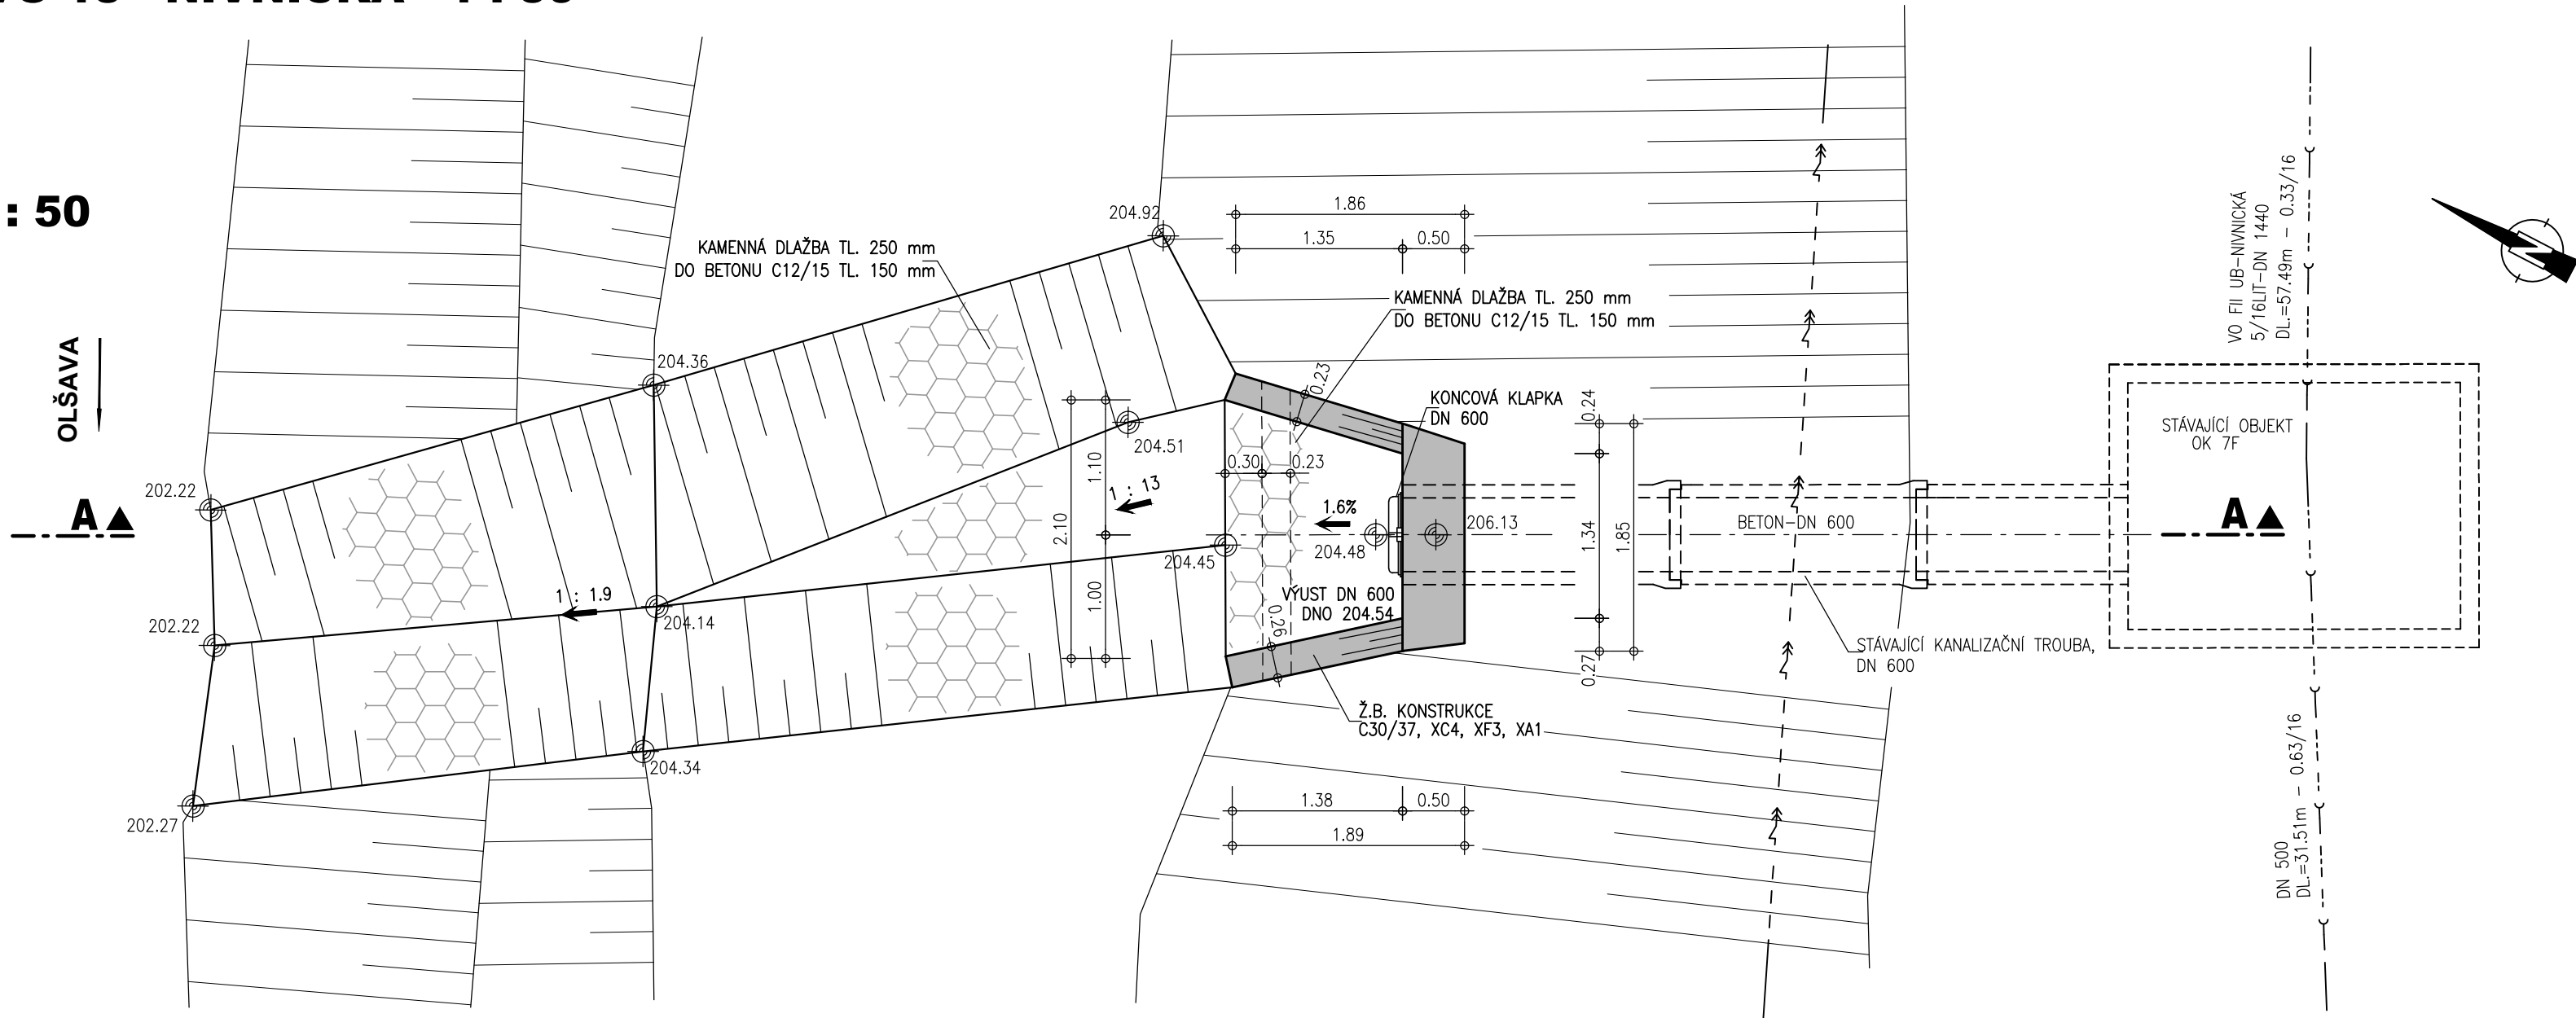 : 50
OLŠAVA
A
202.22
202.22
202.27
204.36
204.14
204.34
1 : 1.9
KAMENNÁ DLAŽBA TL. 250 mm
DO BETONU C12/15 TL. 150 mm
204.92
204.51
204.45
204.48
206.13
1.86
1.35
0.50
KAMENNÁ DLAŽBA TL. 250 mm
DO BETONU C12/15 TL. 150 mm
0.23
KONCOVÁ KLAPKA
DN 600
0.30
0.23
1 : 13
1.10
2.10
1.00
1.6%
VÝUST DN 600
DNO 204.54
0.26
Ž.B. KONSTRUKCE
C30/37, XC4, XF3, XA1
1.38
0.50
1.89
0.24
1.34
1.85
0.27
BETON-DN 600
STÁVAJÍCÍ KANALIZAČNÍ TROUBA,
DN 600
STÁVAJÍCÍ OBJEKT
OK 7F
A
VO FII UB-NIVNICKÁ
5/16LIT-DN 1440
DL.=57.49m - 0.33/16
DN 500
DL.=31.51m - 0.63/16